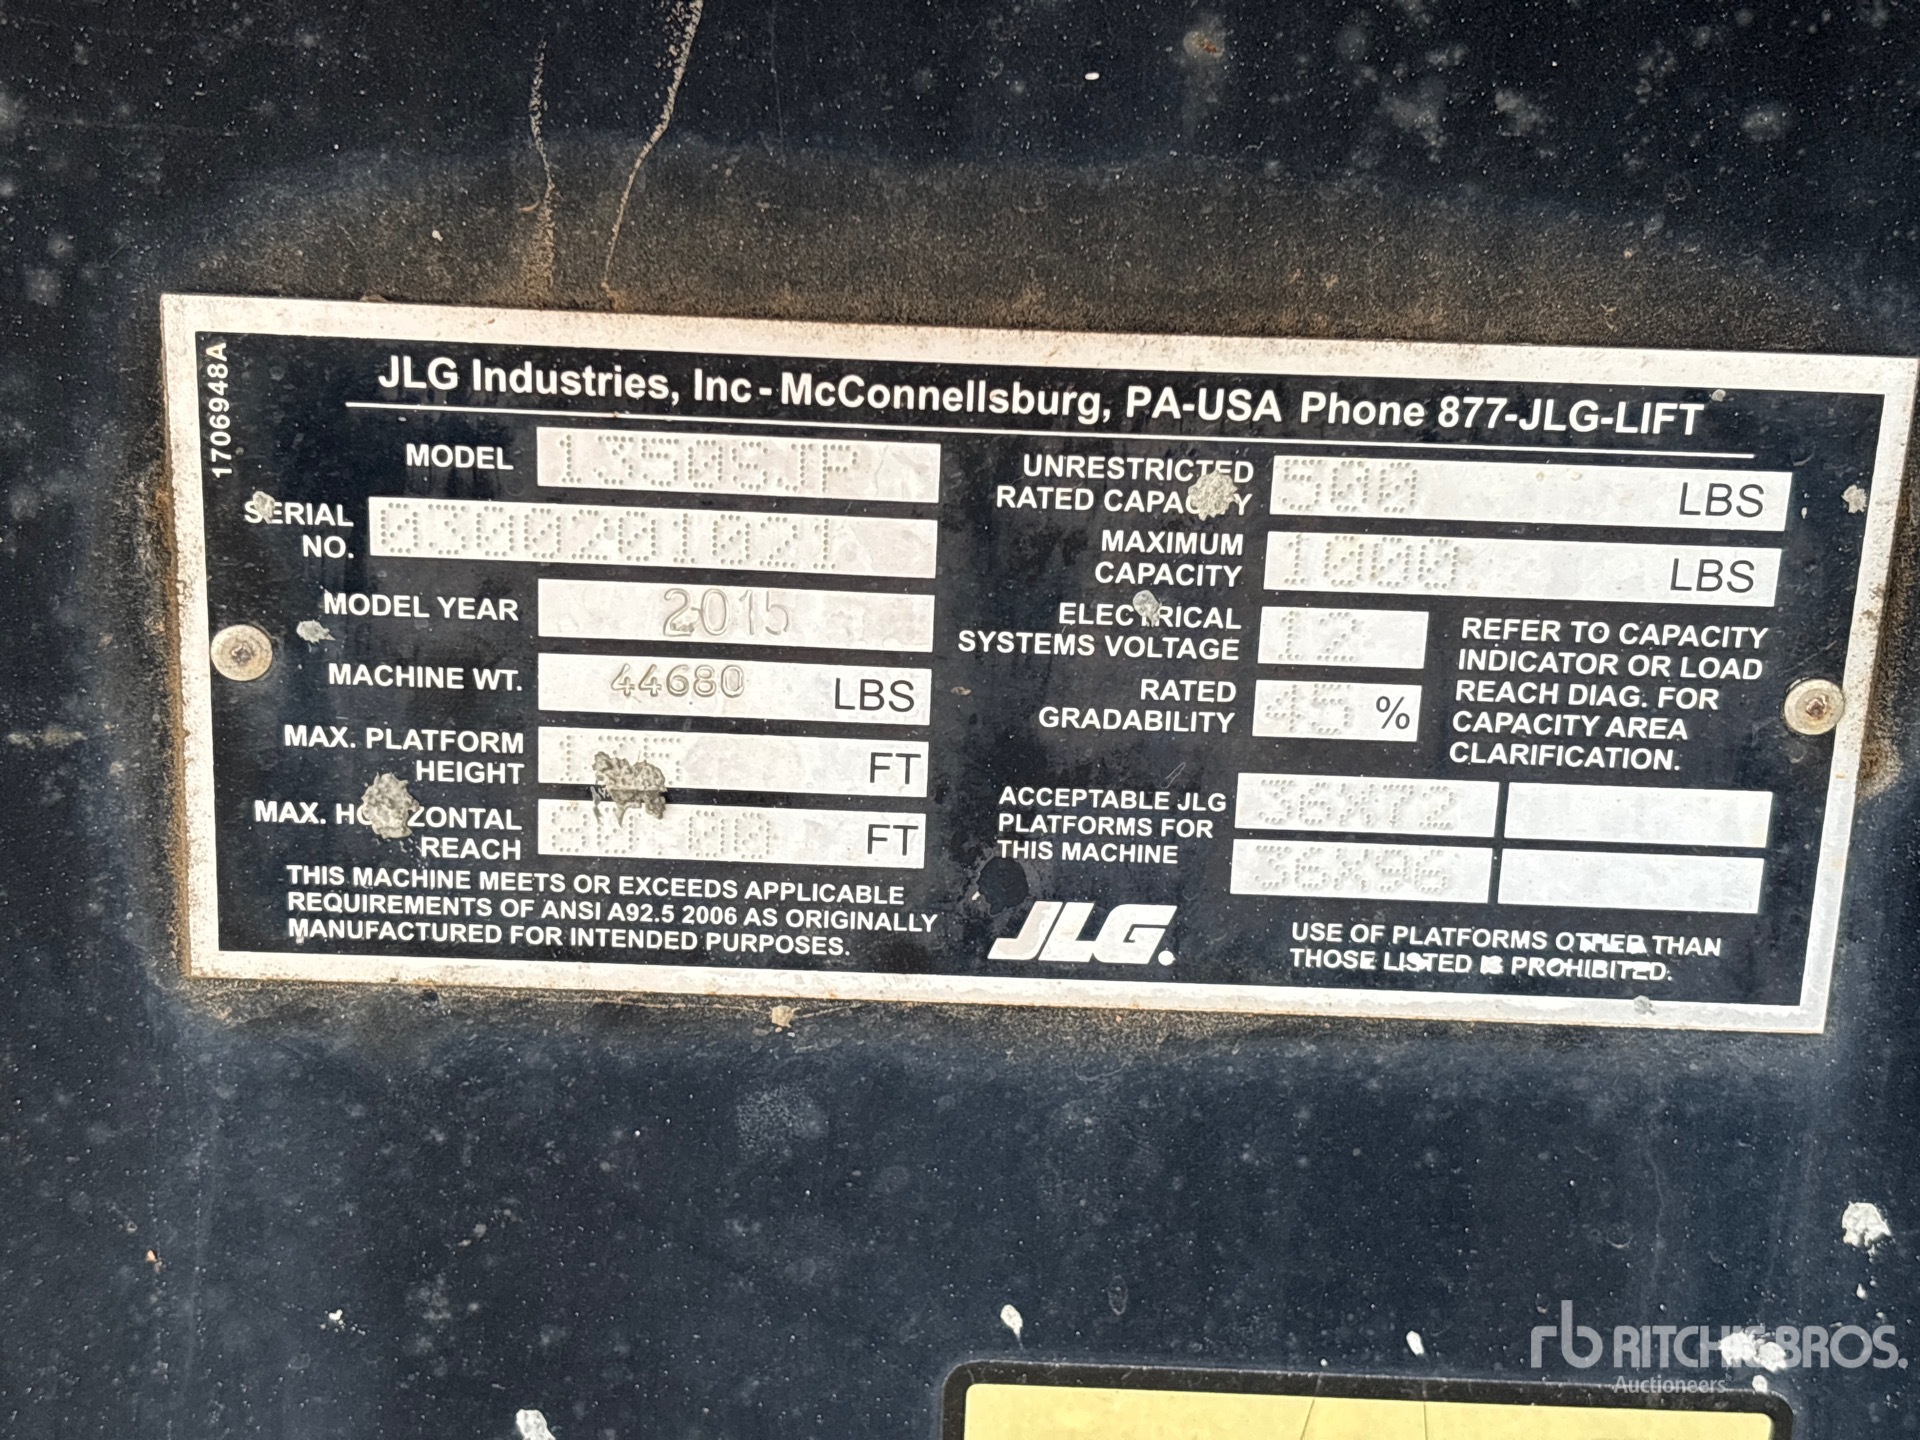 17069948A
JLG Industries, Inc - McConnellsburg, PA-USA Phone 877-JLG-LIFT
MODEL 1350SJP
SERIAL NO. 0300201021
MODEL YEAR 2015
MACHINE WT. 44680 LBS
MAX. PLATFORM HEIGHT FT
MAX. HORIZONTAL REACH FT
THIS MACHINE MEETS OR EXCEEDS APPLICABLE
REQUIREMENTS OF ANSI A92.5 2006 AS ORIGINALLY
MANUFACTURED FOR INTENDED PURPOSES.
UNRESTRICTED
RATED CAPACITY 500 LBS
MAXIMUM
CAPACITY 1000 LBS
ELECTRICAL
SYSTEMS VOLTAGE 12
RATED
GRADABILITY 45 %
REFER TO CAPACITY
INDICATOR OR LOAD
REACH DIAG. FOR
CAPACITY AREA
CLARIFICATION.
ACCEPTABLE JLG
PLATFORMS FOR
THIS MACHINE
36X72
36X96
JLG.
USE OF PLATFORMS OTHER THAN
THOSE LISTED IS PROHIBITED.
rb RITCHIE BROS.
Auctioneers